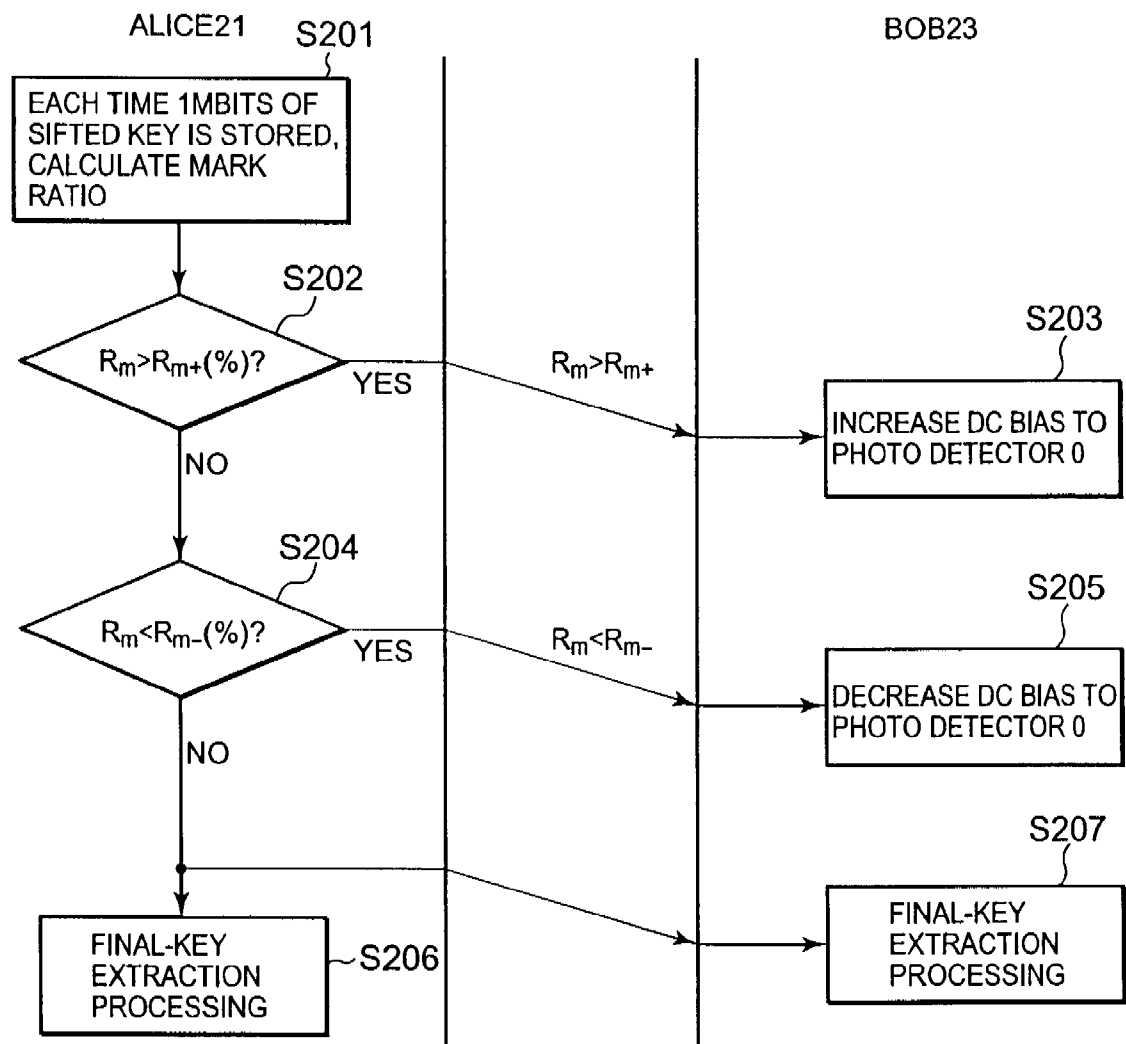 ALICE21
S201
BOB23
EACH TIME 1MBITS OF
SIFTED KEY IS STORED,
CALCULATE MARK
RATIO
S202
Rm>Rm+(%)?
YES
Rm>Rm+
S203
INCREASE DC BIAS TO
PHOTO DETECTOR 0
NO
S204
Rm<Rm-(%)?
YES
Rm<Rm-
S205
DECREASE DC BIAS TO
PHOTO DETECTOR 0
NO
S207
FINAL-KEY
EXTRACTION
PROCESSING
S206
FINAL-KEY
EXTRACTION
PROCESSING